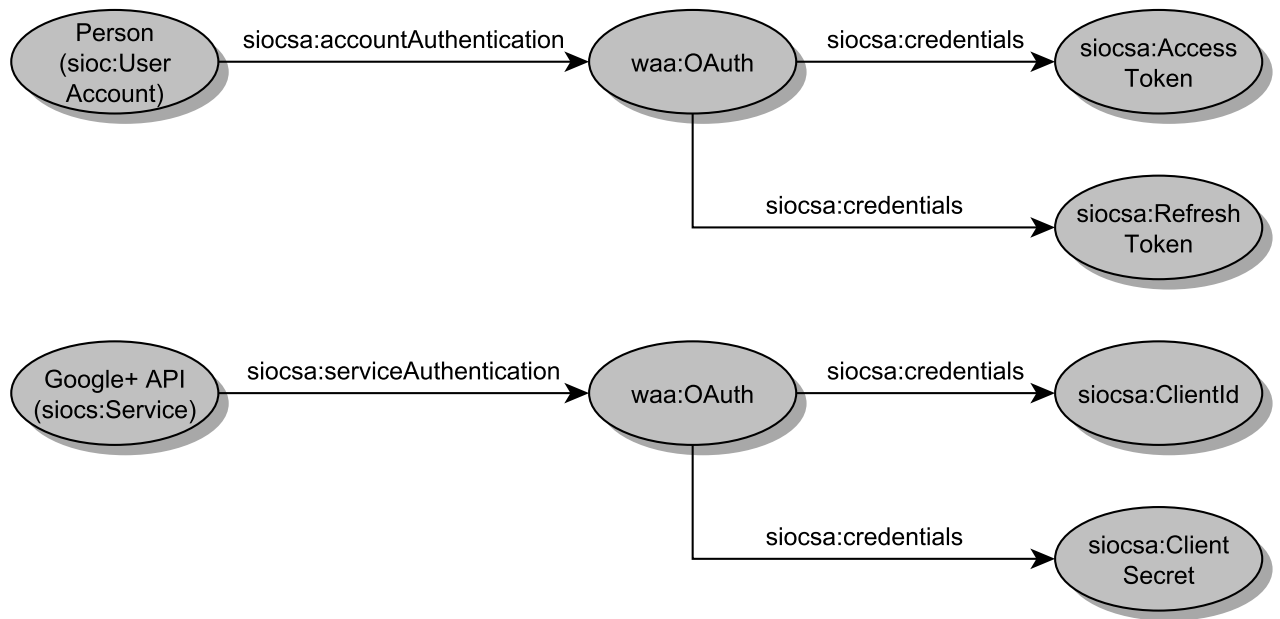 Person
(sioc:User
Account)
siocsa:accountAuthentication
waa:OAuth
siocsa:credentials
siocsa:Access
Token
siocsa:credentials
siocsa:Refresh
Token
Google+ API
(siocs:Service)
siocsa:serviceAuthentication
waa:OAuth
siocsa:credentials
siocsa:ClientId
siocsa:credentials
siocsa:Client
Secret